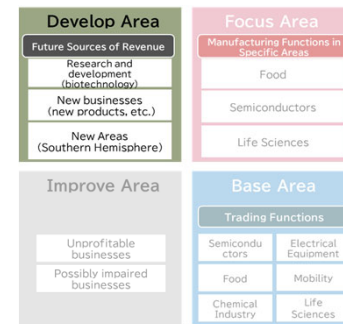 Develop Area
Future Sources of Revenue
Research and
development
(biotechnology)
New businesses
(new products, etc.)
New Areas
(Southern Hemisphere)
Focus Area
Manufacturing Functions in
Specific Areas
Food
Semiconductors
Life Sciences
Improve Area
Unprofitable
businesses
Possibly impaired
businesses
Base Area
Trading Functions
Semicondu
ctors
Electrical
Equipment
Food
Mobility
Chemical
Industry
Life
Sciences